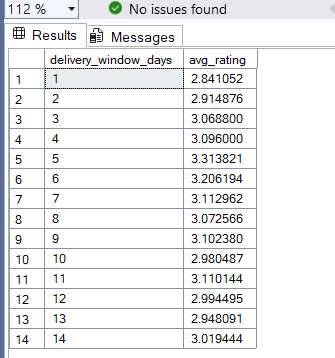 112 %
No issues found
Results
Messages
delivery_window_days avg_rating
1 1 2.841052
2 2 2.914876
3 3 3.068800
4 4 3.096000
5 5 3.313821
6 6 3.206194
7 7 3.112962
8 8 3.072566
9 9 3.102380
10 10 2.980487
11 11 3.110144
12 12 2.994495
13 13 2.948091
14 14 3.019444